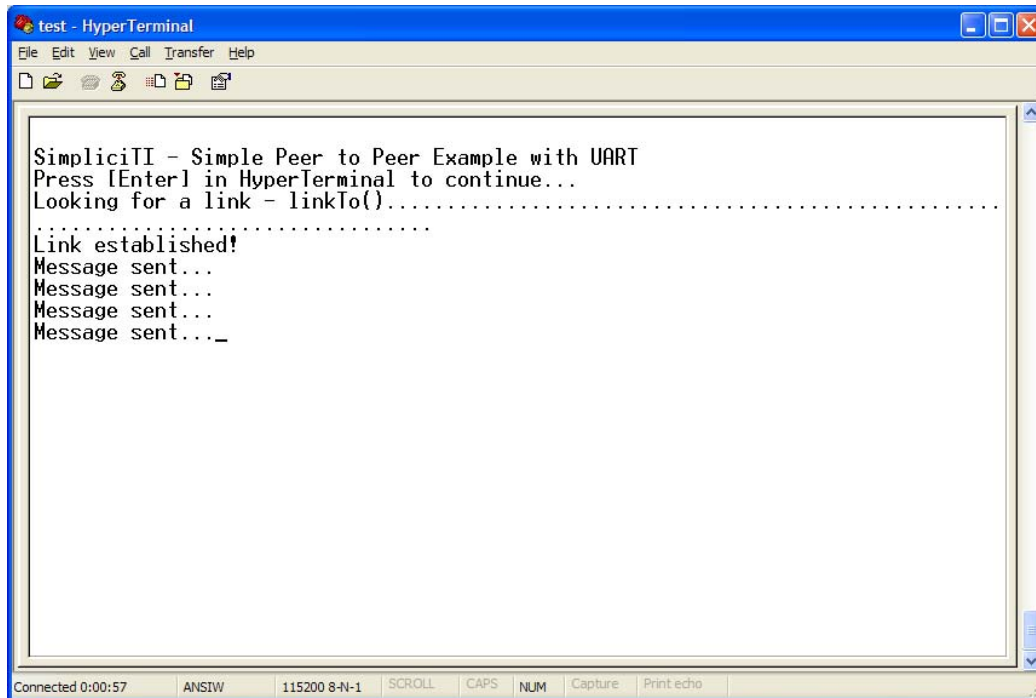 test - HyperTerminal
File Edit View Call Transfer Help
SimpliciTI - Simple Peer to Peer Example with UART
Press [Enter] in HyperTerminal to continue...
Looking for a link - linkTo()...................................................
.................................
Link established!
Message sent...
Message sent...
Message sent...
Message sent..._
Connected 0:00:57 ANSIW 115200 8-N-1 SCROLL CAPS NUM Capture Print echo